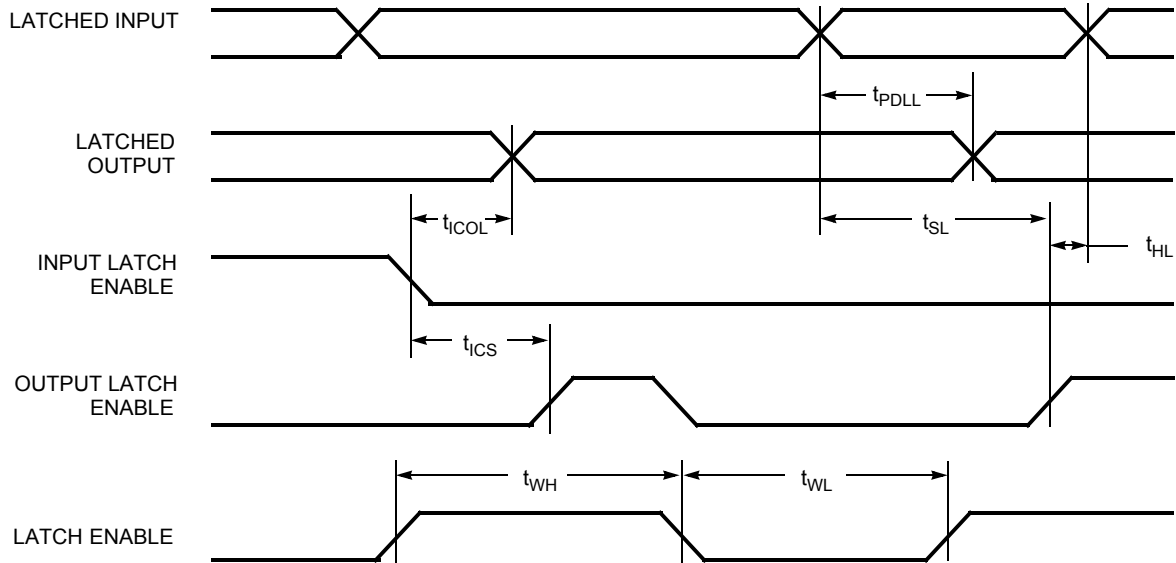 LATCHED INPUT
tPDLL
LATCHED
OUTPUT
tICOL
tSL
tHL
INPUT LATCH
ENABLE
tICS
OUTPUT LATCH
ENABLE
tWH
tWL
LATCH ENABLE